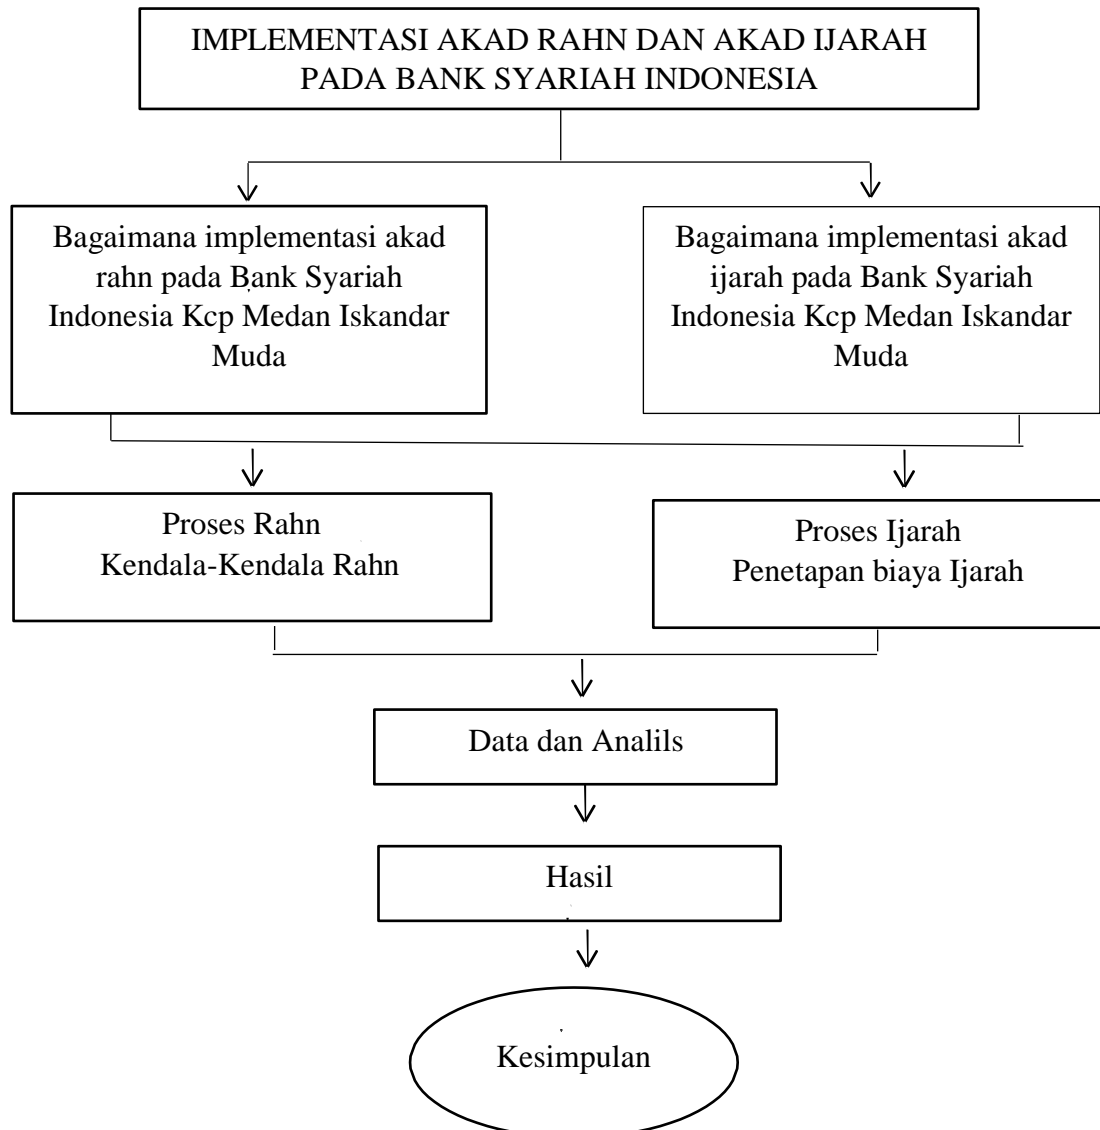 IMPLEMENTASI AKAD RAHN DAN AKAD IJARAH
PADA BANK SYARIAH INDONESIA
Bagaimana implementasi akad
rahn pada Bank Syariah
Indonesia Kcp Medan Iskandar
Muda
Bagaimana implementasi akad
ijarah pada Bank Syariah
Indonesia Kcp Medan Iskandar
Muda
Proses Rahn
Kendala-Kendala Rahn
Proses Ijarah
Penetapan biaya Ijarah
Data dan Analils
Hasil
Kesimpulan